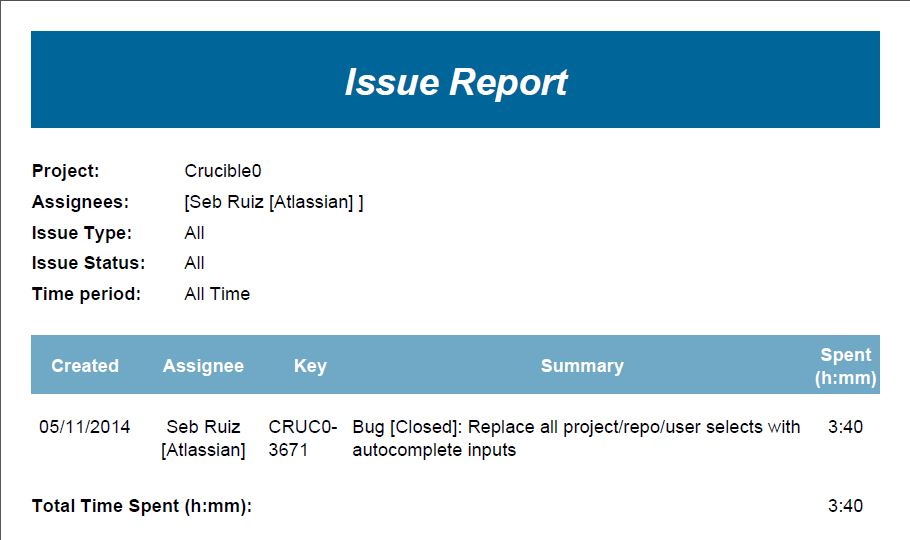 Issue Report
Project: Crucible0
Assignees: [Seb Ruiz [Atlassian] ]
Issue Type: All
Issue Status: All
Time period: All Time
Created Assignee Key Summary Spent (h:mm)
05/11/2014 Seb Ruiz CRUC0- Bug [Closed]: Replace all project/repo/user selects with 3:40
[Atlassian] 3671 autocomplete inputs
Total Time Spent (h:mm): 3:40